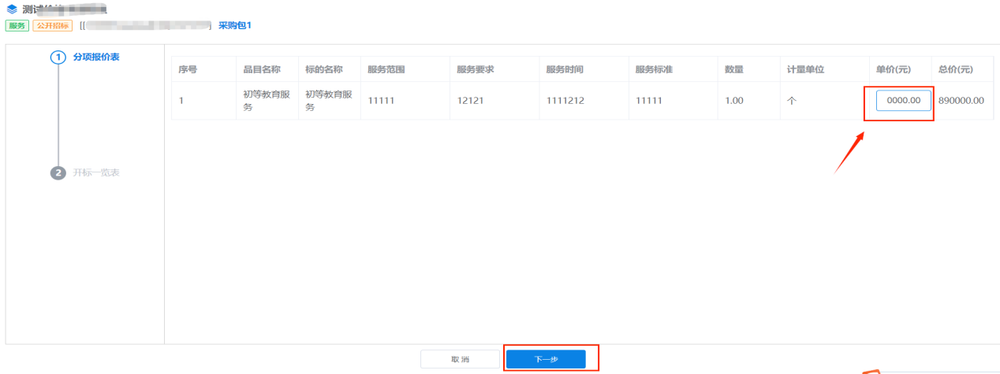 测试
服务 公开招标 [[ ] 采购包1
1 分项报价表
序号 品目名称 标的名称 服务范围 服务要求 服务时间 服务标准 数量 计量单位 单价(元) 总价(元)
1 初等教育服务 初等教育服务 11111 12121 1111212 11111 1.00 个 0000.00 890000.00
2 开标一览表
取消 下一步